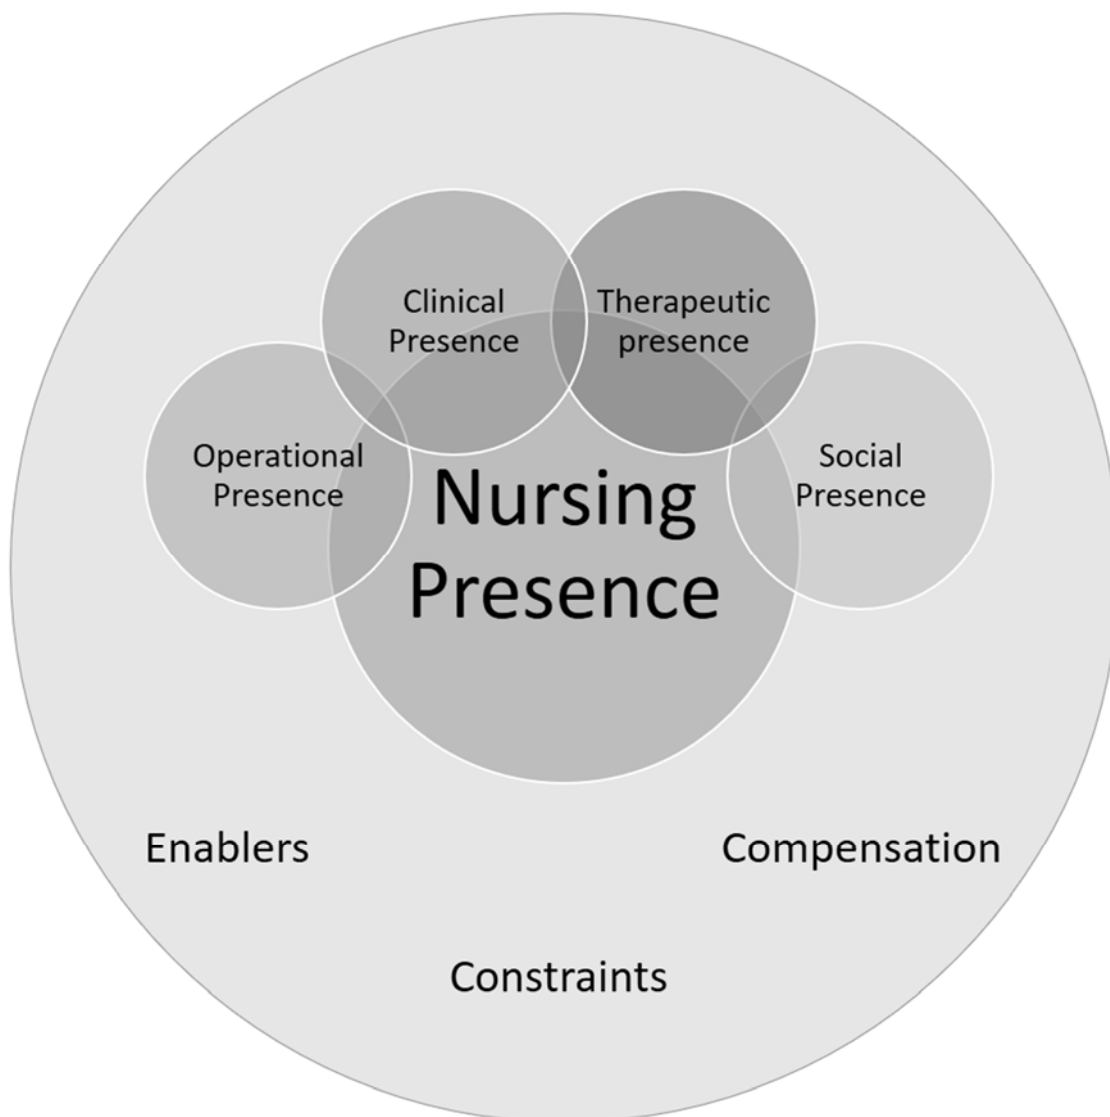 Clinical
Presence
Therapeutic
presence
Operational
Presence
Social
Presence
Nursing
Presence
Enablers
Compensation
Constraints